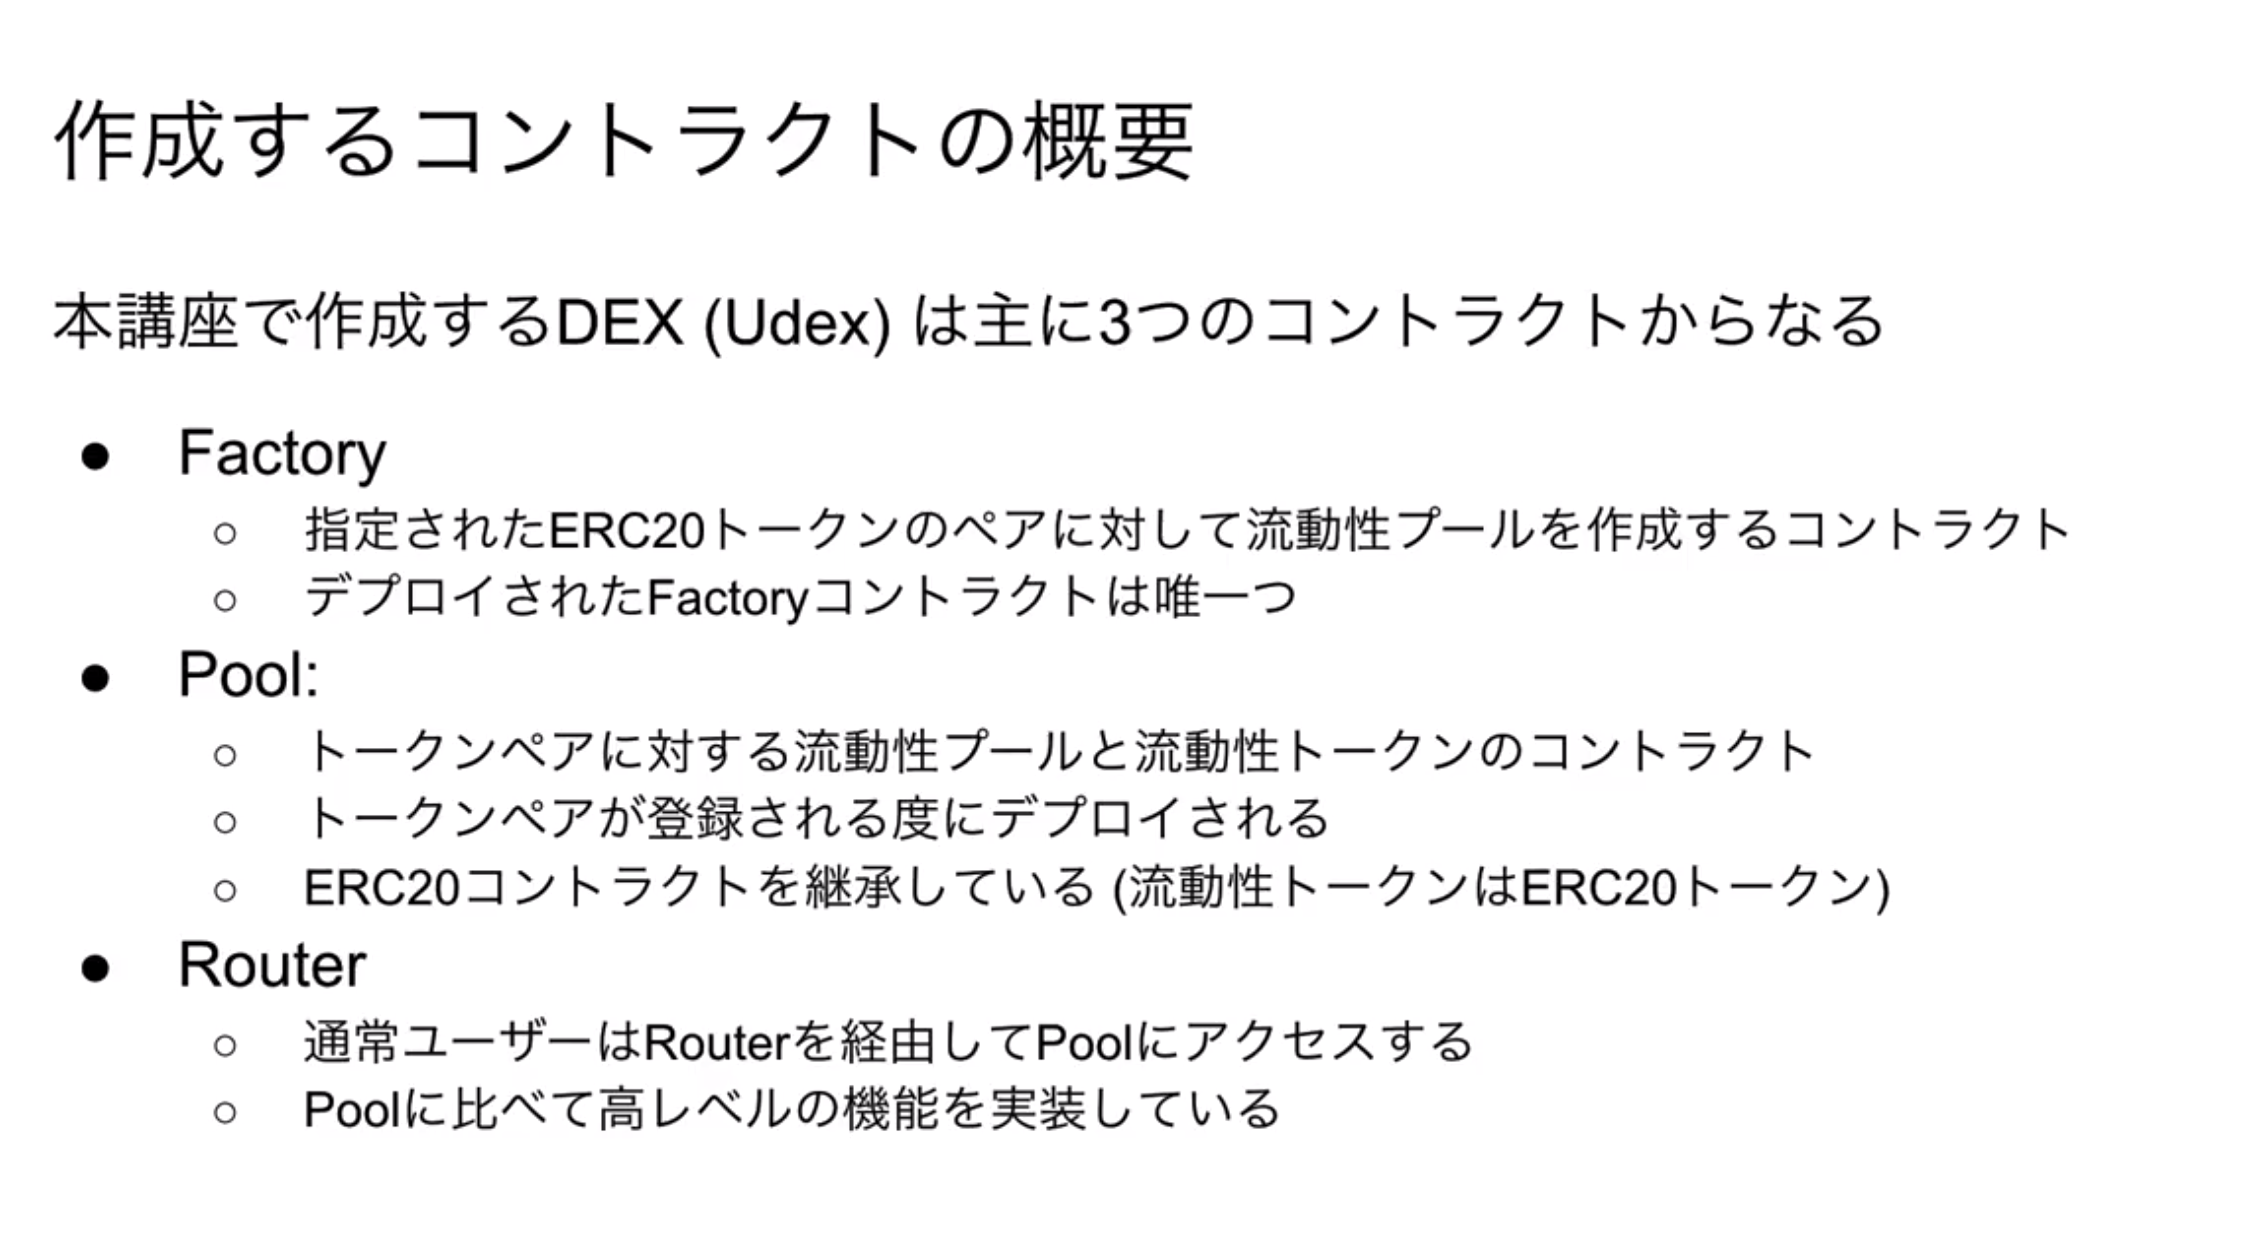 作成するコントラクトの概要
本講座で作成するDEX (Udex) は主に3つのコントラクトからなる
● Factory
○ 指定されたERC20トークンのペアに対して流動性プールを作成するコントラクト
○ デプロイされたFactoryコントラクトは唯一つ
● Pool:
○ トークンペアに対する流動性プールと流動性トークンのコントラクト
○ トークンペアが登録される度にデプロイされる
○ ERC20コントラクトを継承している (流動性トークンはERC20トークン)
● Router
○ 通常ユーザーはRouterを経由してPoolにアクセスする
○ Poolに比べて高レベルの機能を実装している